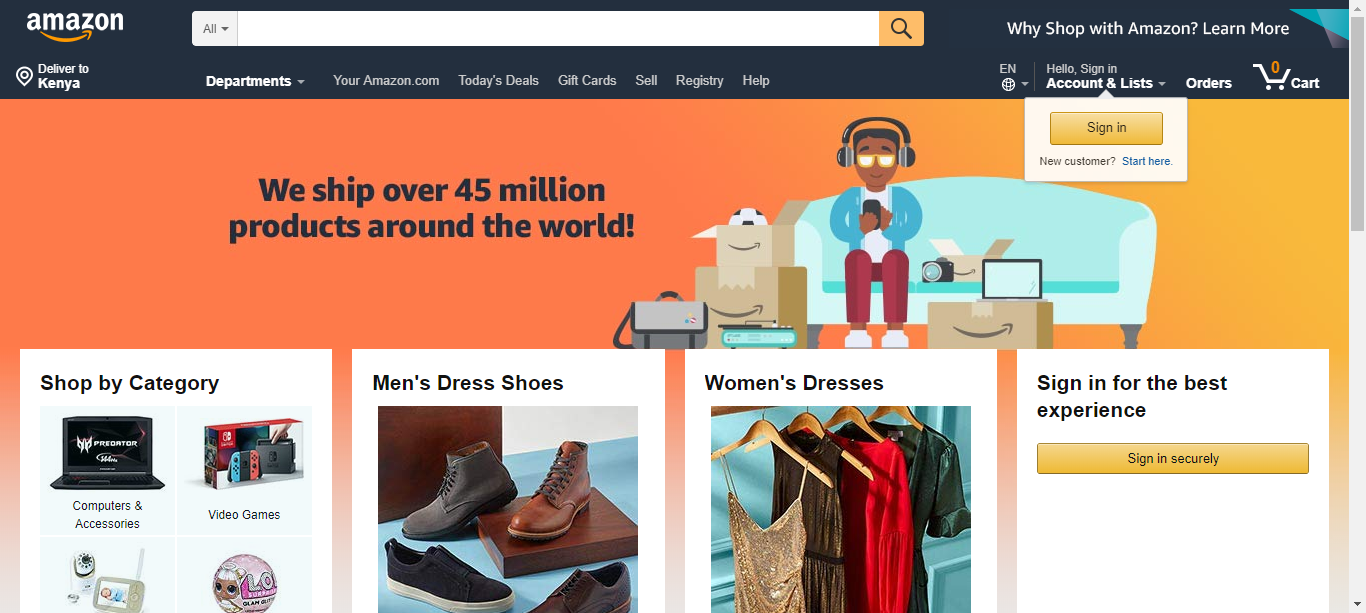 amazon
All
Why Shop with Amazon? Learn More
Deliver to
Kenya
Departments
Your Amazon.com
Today's Deals
Gift Cards
Sell
Registry
Help
EN
Hello, Sign in
Account & Lists
Orders
0
Cart
Sign in
New customer? Start here.
We ship over 45 million
products around the world!
Shop by Category
PREDATOR
Computers &
Accessories
Video Games
L.O.L.
SURPRISE
Men's Dress Shoes
Women's Dresses
Sign in for the best
experience
Sign in securely